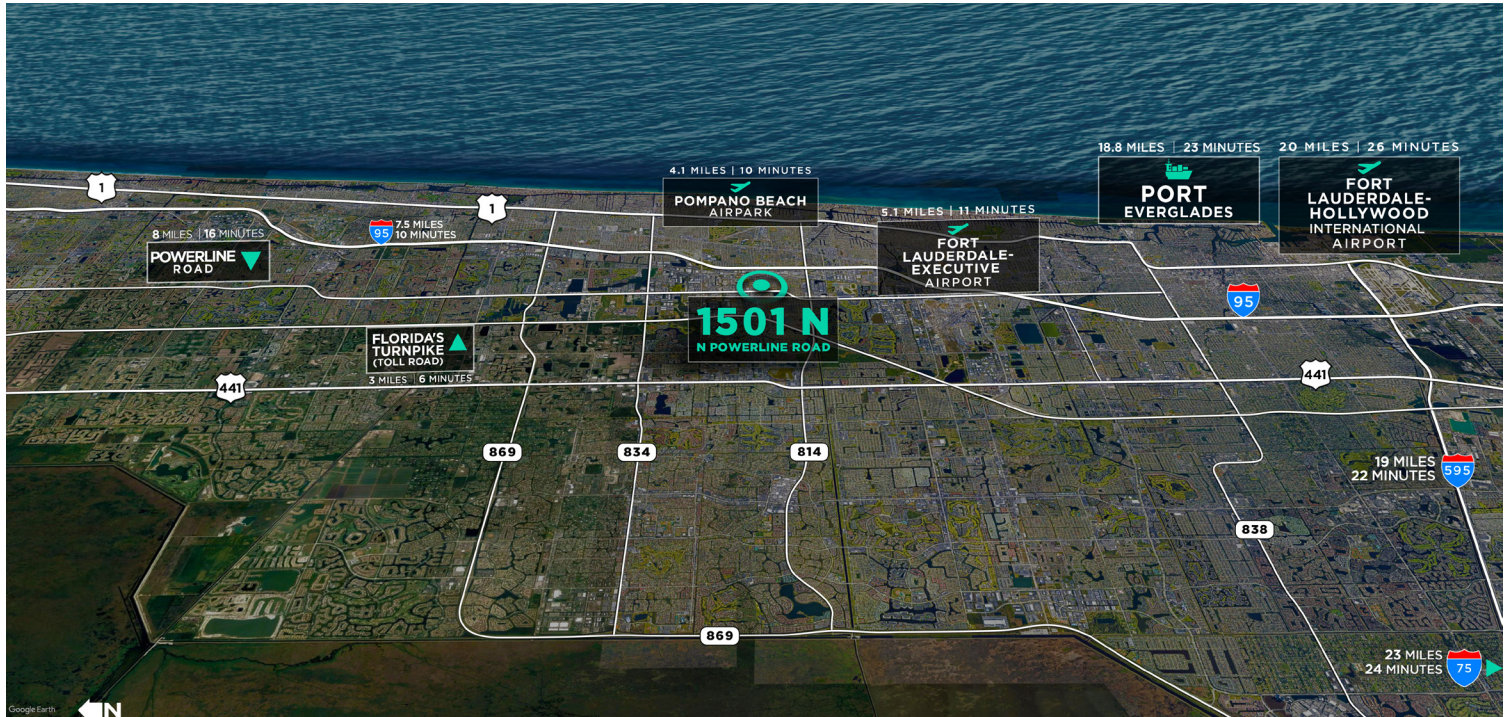 18.8 MILES | 23 MINUTES
20 MILES | 26 MINUTES
PORT
EVERGLADES
FORT
LAUDERDALE-
HOLLYWOOD
INTERNATIONAL
AIRPORT
4.1 MILES | 10 MINUTES
POMPANO BEACH
AIRPARK
1
1
5.1 MILES | 11 MINUTES
FORT
LAUDERDALE-
EXECUTIVE
AIRPORT
8 MILES | 16 MINUTES
POWERLINE
ROAD
95
7.5 MILES
10 MINUTES
95
1501 N
N POWERLINE ROAD
FLORIDA'S
TURNPIKE
(TOLL ROAD)
3 MILES | 6 MINUTES
441
441
869
834
814
19 MILES
22 MINUTES
595
838
869
23 MILES
24 MINUTES
75
Google Earth
N